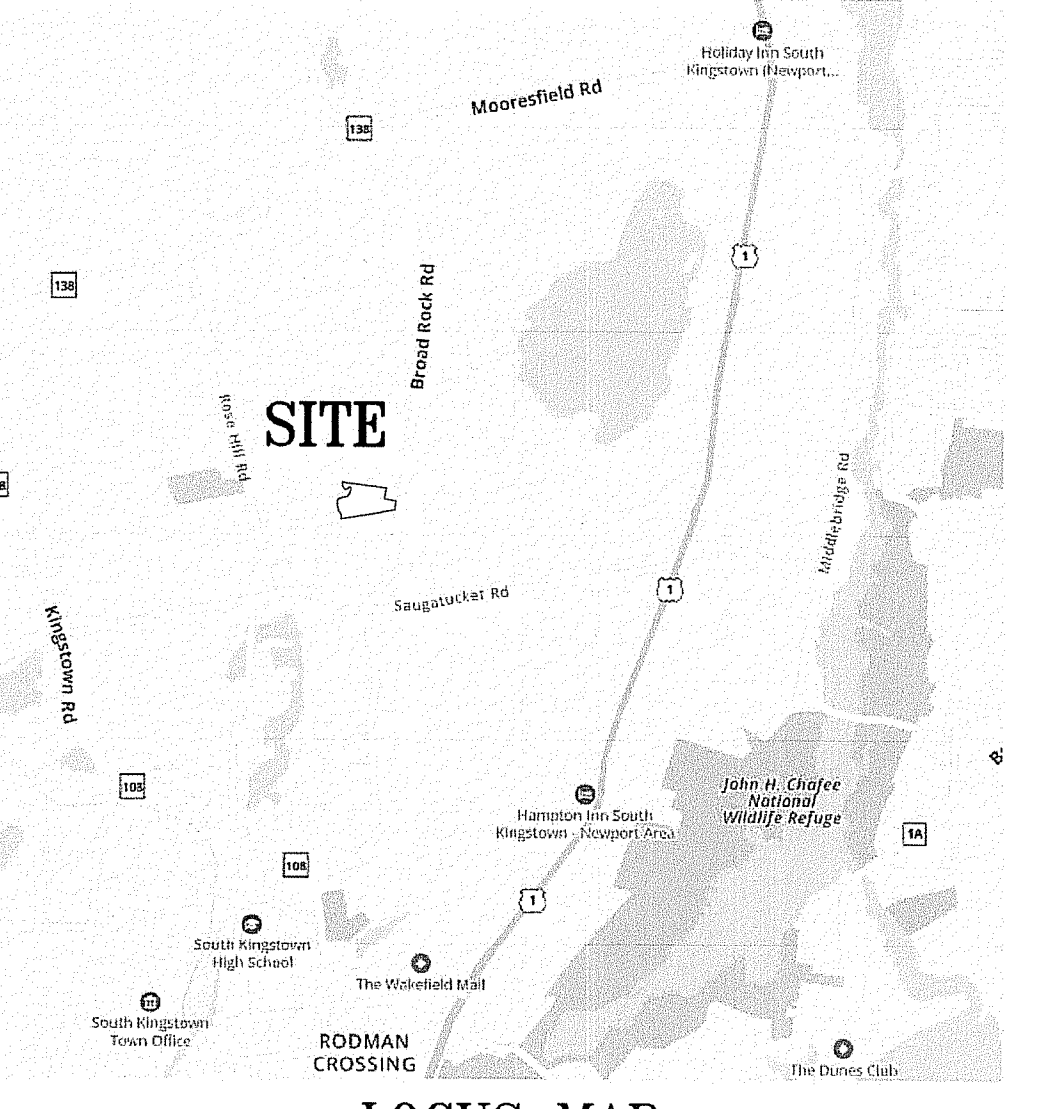 Holiday Inn South
Kingstown (Newport...
Mooresfield Rd
138
1
138
Broad Rock Rd
Rose Hill Rd
SITE
Middlebridge Rd
1
Saugatucket Rd
Kingstown Rd
John H. Chafee
National
Wildlife Refuge
108
Hampton Inn South
Kingstown - Newport Area
1A
108
1
South Kingstown
High School
The Wakefield Mall
South Kingstown
Town Office
RODMAN
CROSSING
The Dunes Club
LOCUS MAP